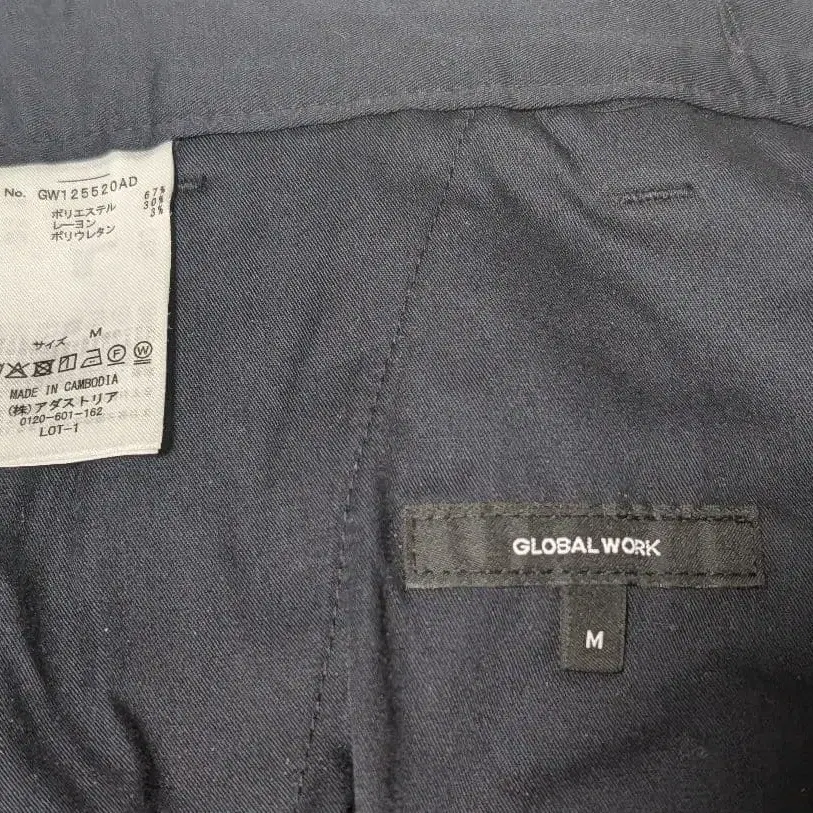 No. GW125520AD
ポリエステル 67%
レーヨン 30%
ポリウレタン 3%
サイズ M
F W
MADE IN CAMBODIA
(株)アダストリア
0120-601-162
LOT-1
GLOBAL WORK
M